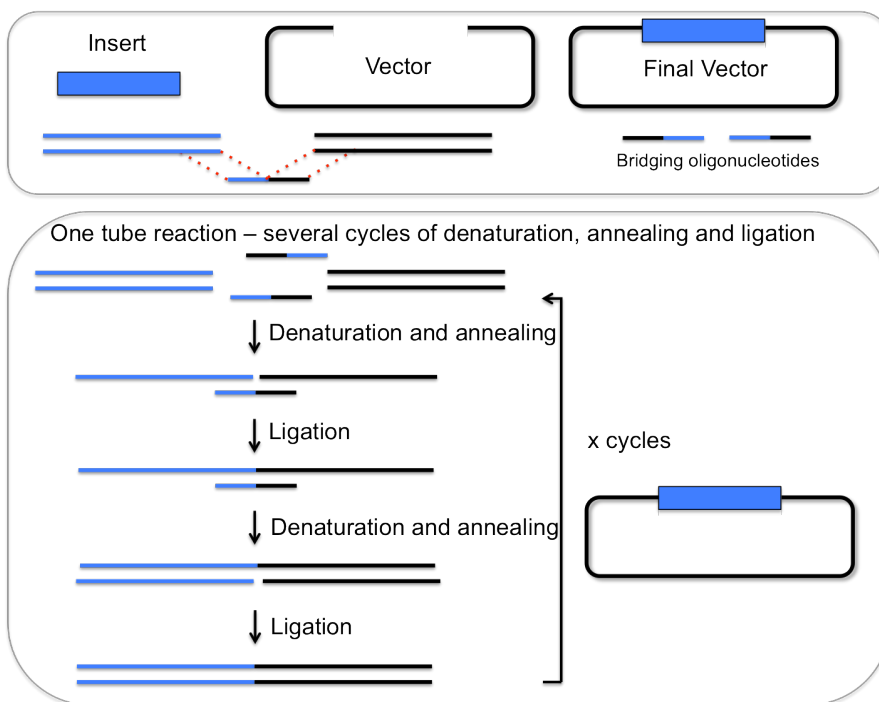 Insert
Vector
Final Vector
Bridging oligonucleotides
One tube reaction – several cycles of denaturation, annealing and ligation
Denaturation and annealing
Ligation
x cycles
Denaturation and annealing
Ligation